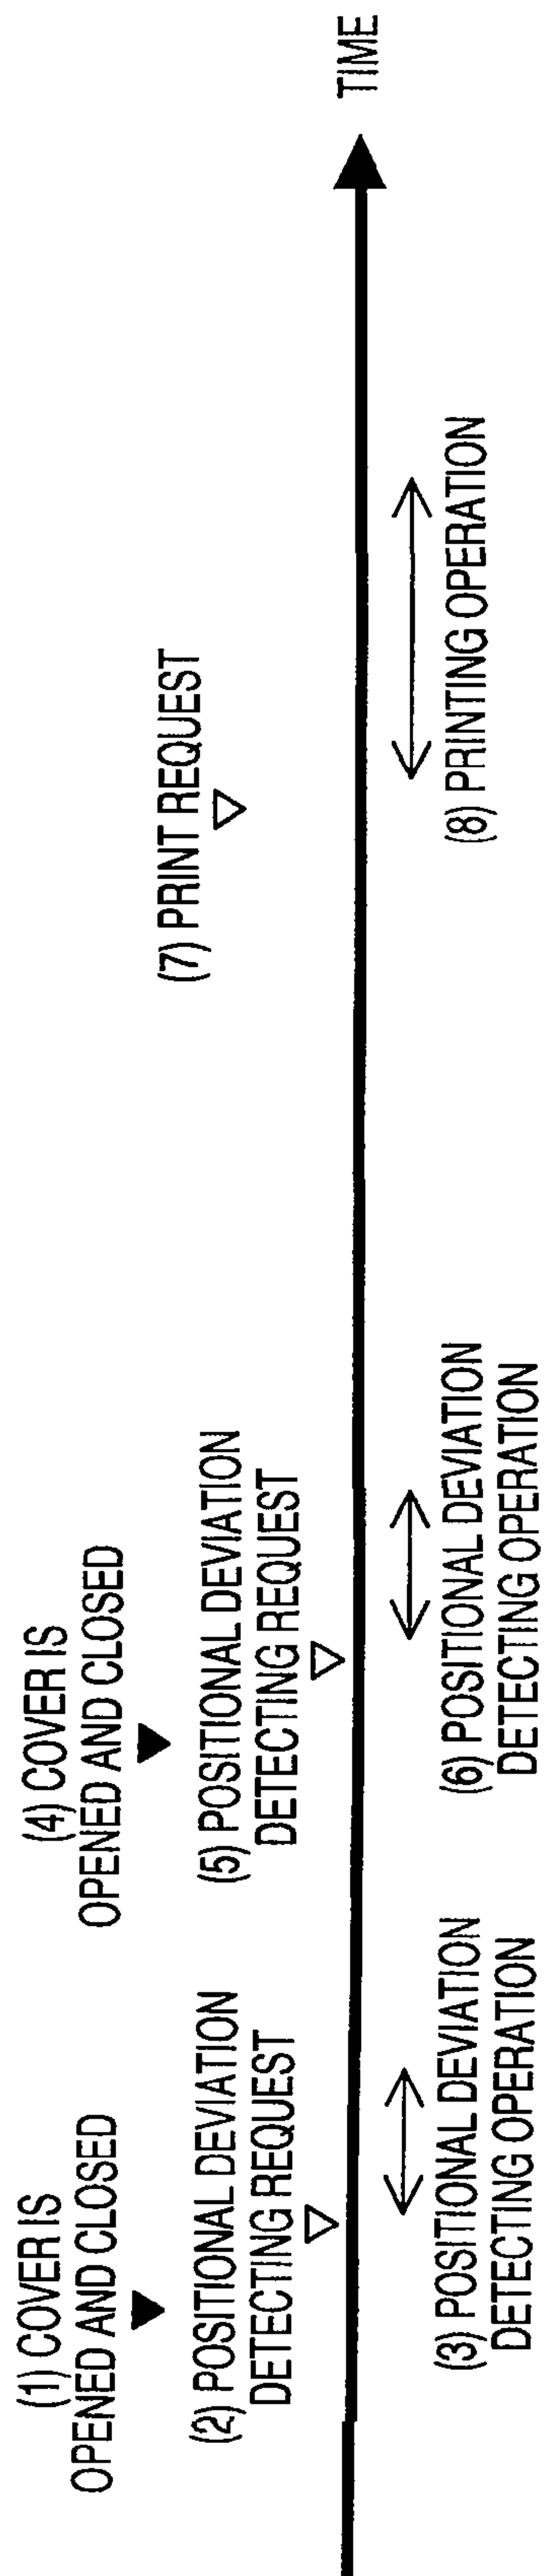 (1) COVER IS
OPENED AND CLOSED
(2) POSITIONAL DEVIATION
DETECTING REQUEST
(3) POSITIONAL DEVIATION
DETECTING OPERATION
(4) COVER IS
OPENED AND CLOSED
(5) POSITIONAL DEVIATION
DETECTING REQUEST
(6) POSITIONAL DEVIATION
DETECTING OPERATION
(7) PRINT REQUEST
(8) PRINTING OPERATION
TIME